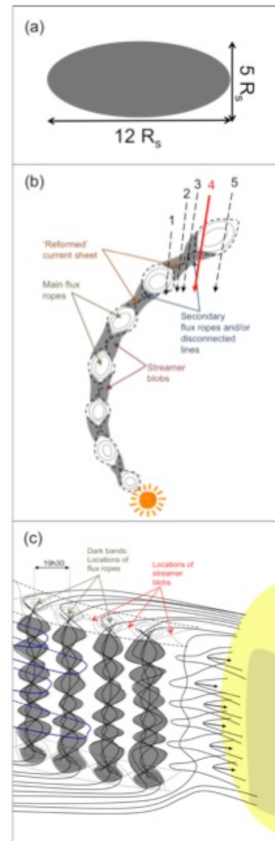 (a)
5 Rs
12 Rs
(b)
1 2 3 4 5
'Reformed'
current sheet
Main flux
ropes
Secondary
flux ropes and/or
disconnected
lines
Streamer
blobs
(c)
19h30
Dark bands:
Locations of
flux ropes
Locations of
streamer
blobs